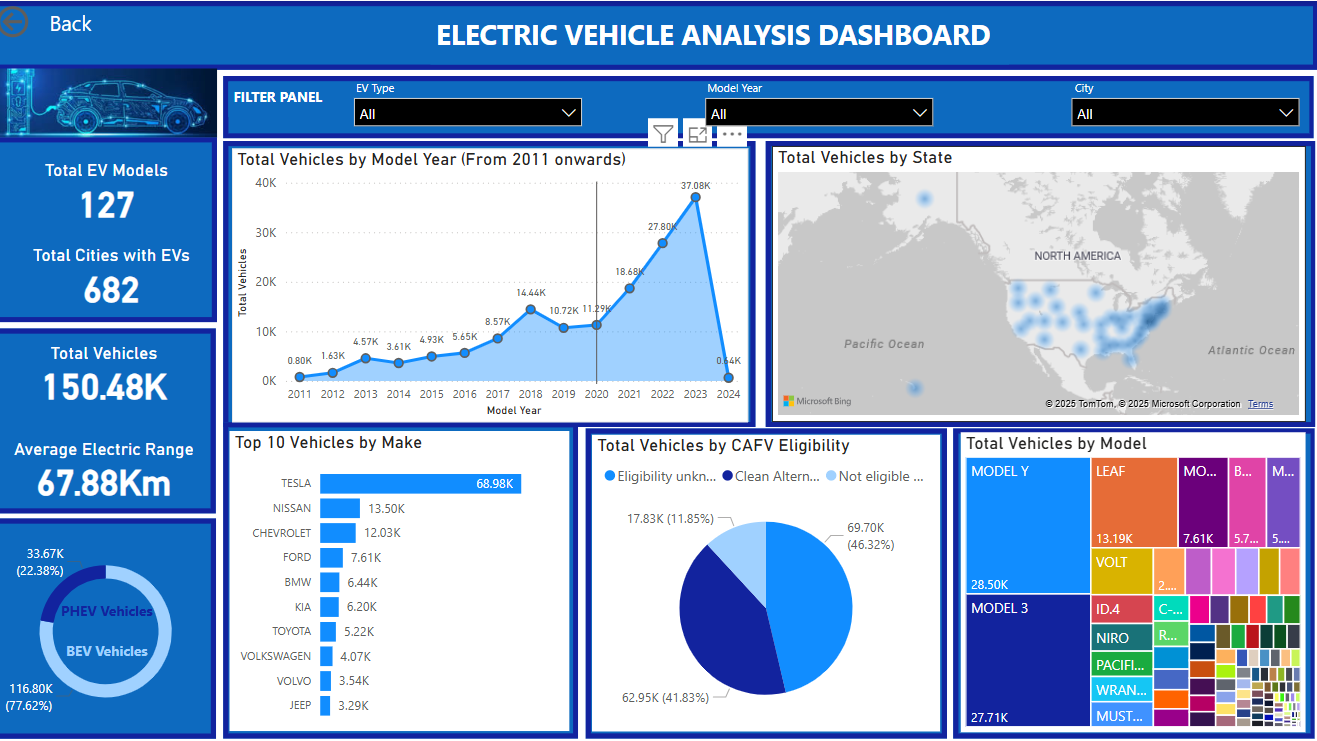 Back
ELECTRIC VEHICLE ANALYSIS DASHBOARD
FILTER PANEL
EV Type
All
Model Year
All
City
All
Total EV Models
127
Total Cities with EVs
682
Total Vehicles
150.48K
Average Electric Range
67.88Km
33.67K
(22.38%)
PHEV Vehicles
BEV Vehicles
116.80K
(77.62%)
Total Vehicles by Model Year (From 2011 onwards)
Total Vehicles
40K
30K
20K
10K
0K
0.80K
1.63K
4.57K
3.61K
4.93K
5.65K
8.57K
14.44K
10.72K
11.29K
18.68K
27.80K
37.08K
0.64K
2011 2012 2013 2014 2015 2016 2017 2018 2019 2020 2021 2022 2023 2024
Model Year
Total Vehicles by State
NORTH AMERICA
Pacific Ocean
Atlantic Ocean
Microsoft Bing
© 2025 TomTom, © 2025 Microsoft Corporation Terms
Top 10 Vehicles by Make
TESLA 68.98K
NISSAN 13.50K
CHEVROLET 12.03K
FORD 7.61K
BMW 6.44K
KIA 6.20K
TOYOTA 5.22K
VOLKSWAGEN 4.07K
VOLVO 3.54K
JEEP 3.29K
Total Vehicles by CAFV Eligibility
Eligibility unkn... Clean Altern... Not eligible ...
17.83K (11.85%)
69.70K
(46.32%)
62.95K (41.83%)
Total Vehicles by Model
MODEL Y
28.50K
MODEL 3
27.71K
LEAF
13.19K
MO...
7.61K
B...
5.7...
M...
5....
VOLT
2....
ID.4
C-...
NIRO
R...
PACIFI...
WRAN...
MUST...